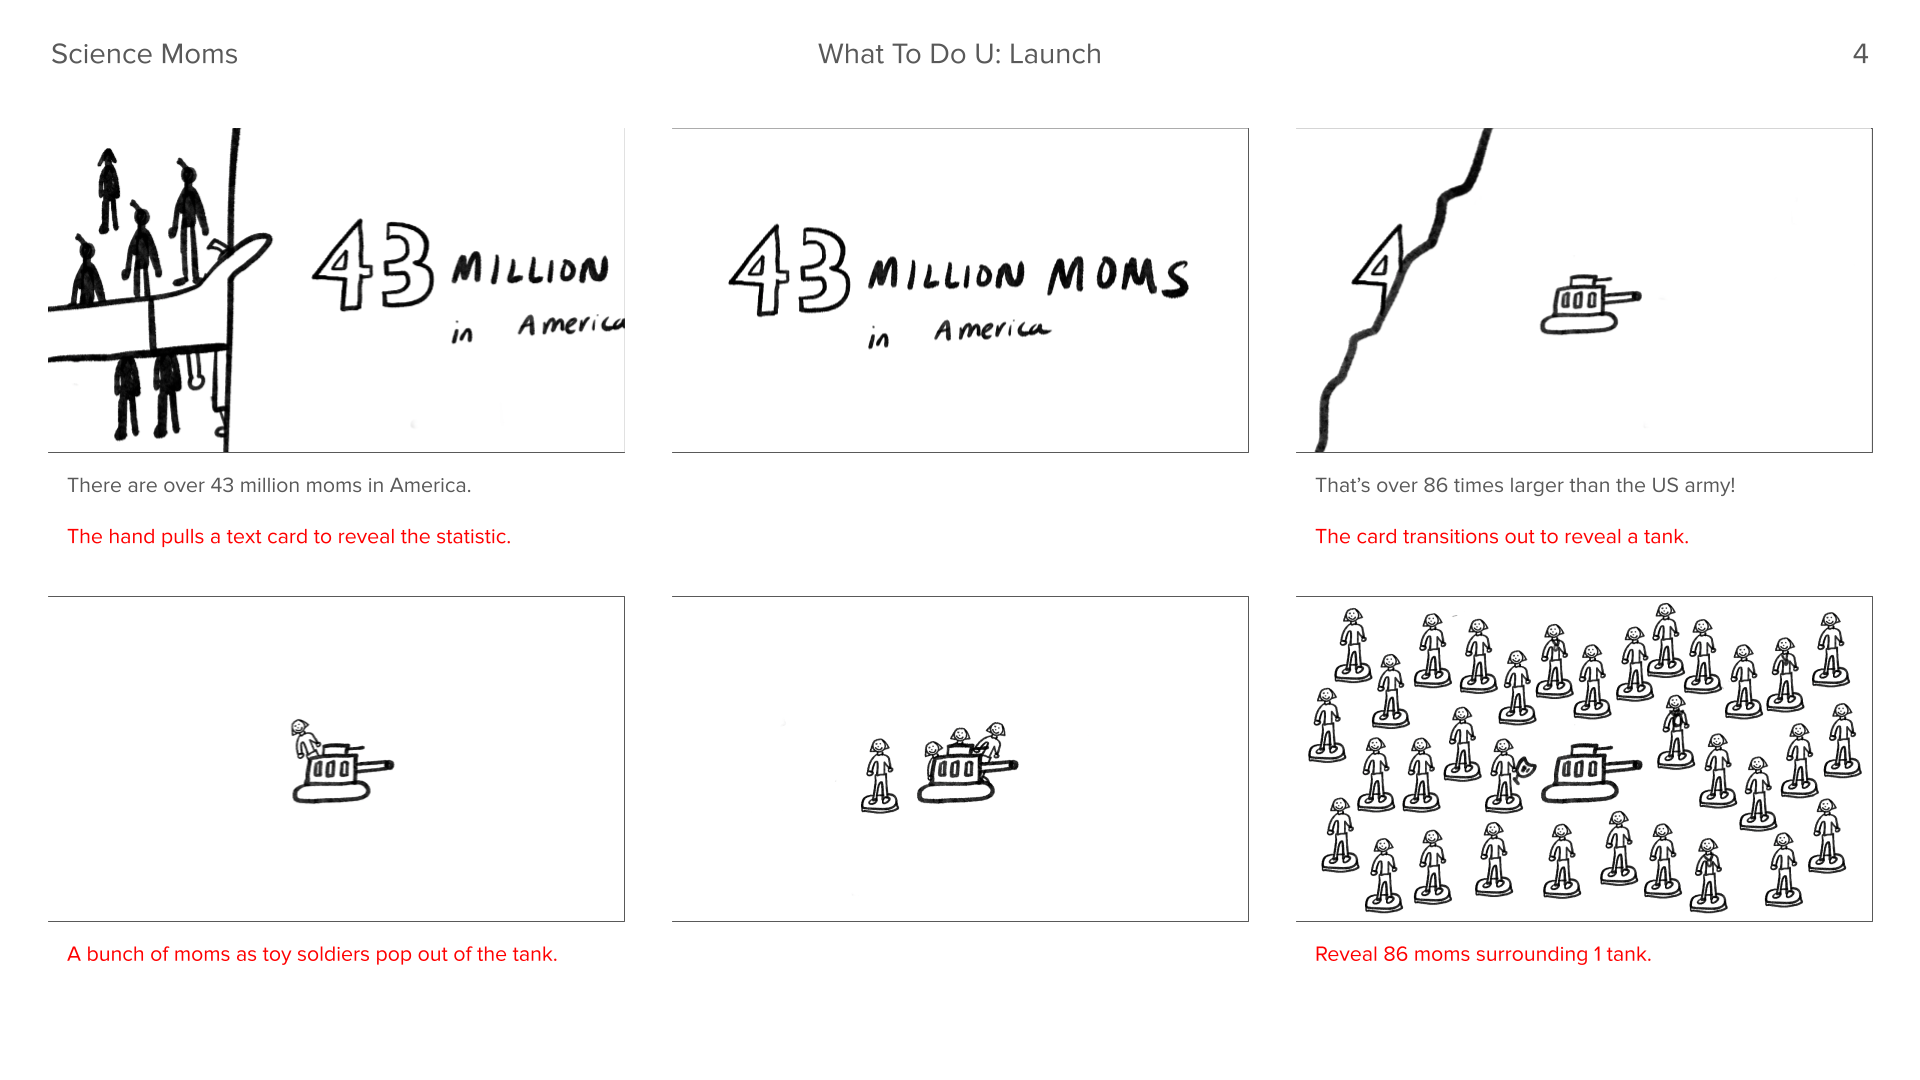 Science Moms
What To Do U: Launch
4
43 MILLION
in America
43 MILLION MOMS
in America
4
There are over 43 million moms in America.
The hand pulls a text card to reveal the statistic.
That's over 86 times larger than the US army!
The card transitions out to reveal a tank.
A bunch of moms as toy soldiers pop out of the tank.
Reveal 86 moms surrounding 1 tank.